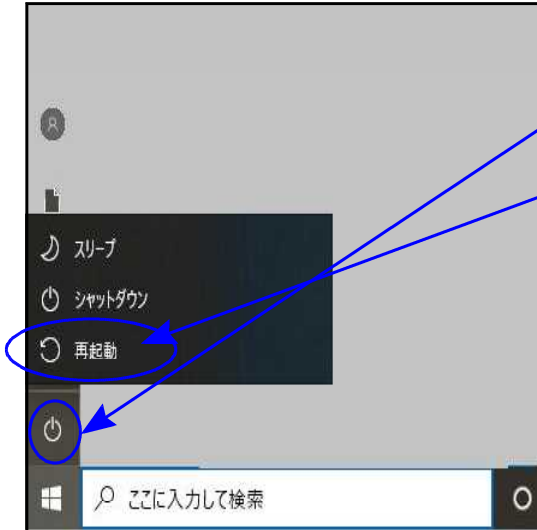 スリープ
シャットダウン
再起動
ここに入力して検索